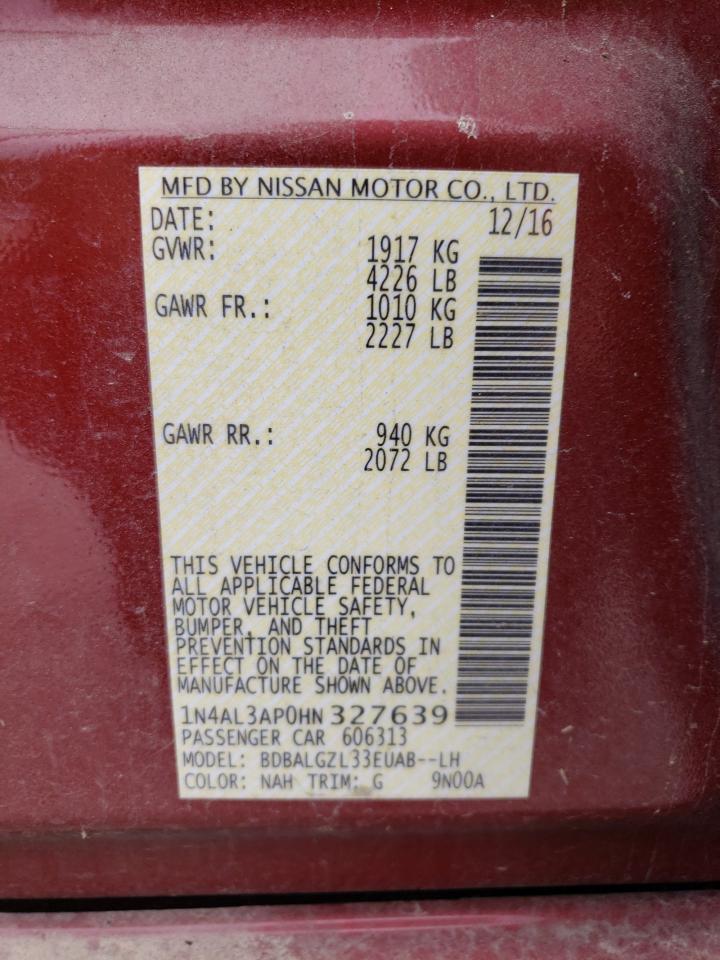 MFD BY NISSAN MOTOR CO., LTD.
DATE: 12/16
GVWR: 1917 KG
4226 LB
GAWR FR.: 1010 KG
2227 LB
GAWR RR.: 940 KG
2072 LB
THIS VEHICLE CONFORMS TO
ALL APPLICABLE FEDERAL
MOTOR VEHICLE SAFETY,
BUMPER, AND THEFT
PREVENTION STANDARDS IN
EFFECT ON THE DATE OF
MANUFACTURE SHOWN ABOVE.
1N4AL3AP0HN 327639
PASSENGER CAR 606313
MODEL: BDBALGZL33EUAB--LH
COLOR: NAH TRIM: G 9N00A